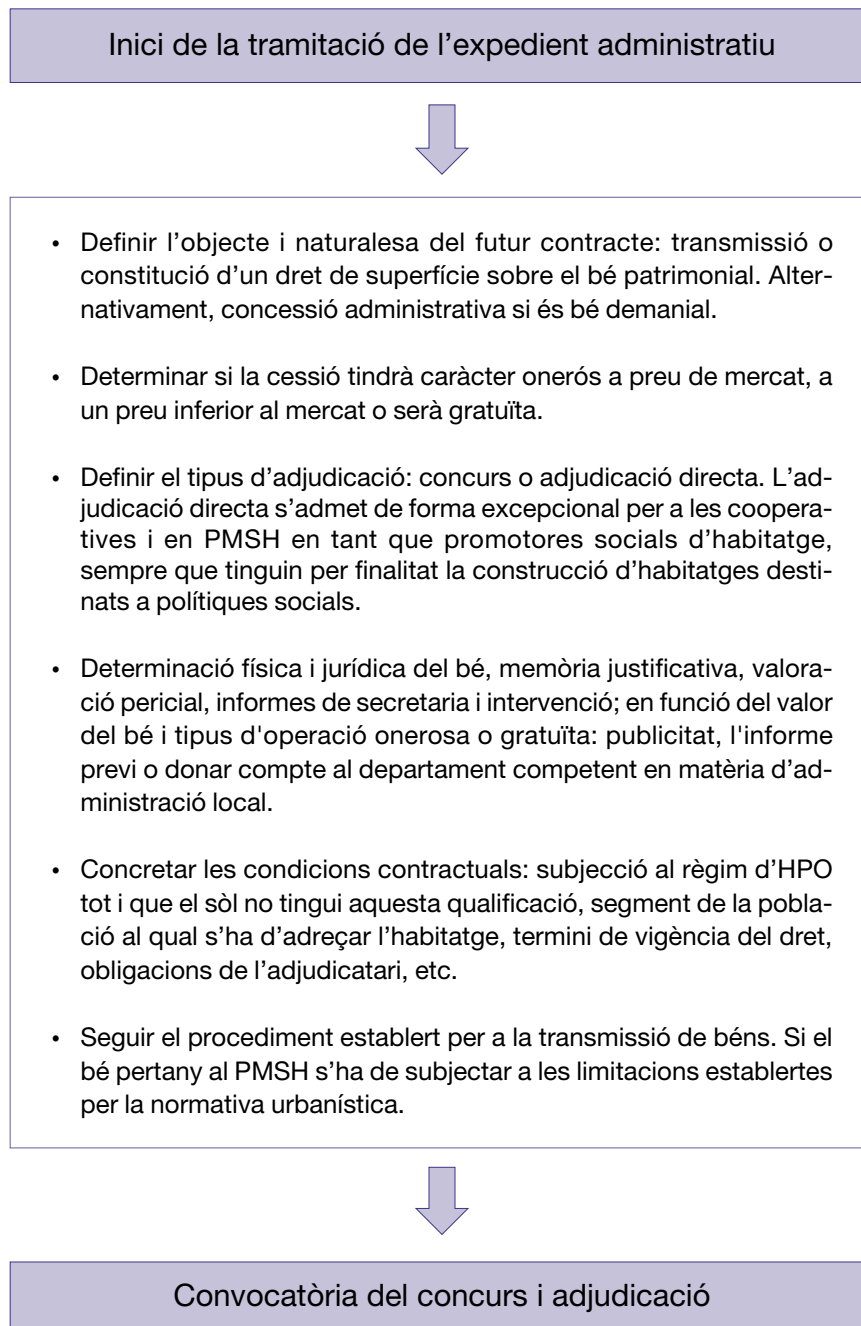 Inici de la tramitació de l’expedient administratiu
• Definir l’objecte i naturalesa del futur contracte: transmissió o
constitució d’un dret de superfície sobre el bé patrimonial. Alter-
nativament, concessió administrativa si és bé demanial.
• Determinar si la cessió tindrà caràcter onerós a preu de mercat, a
un preu inferior al mercat o serà gratuïta.
• Definir el tipus d’adjudicació: concurs o adjudicació directa. L’ad-
judicació directa s’admet de forma excepcional per a les coopera-
tives i en PMSH en tant que promotores socials d’habitatge,
sempre que tinguin per finalitat la construcció d’habitatges desti-
nats a polítiques socials.
• Determinació física i jurídica del bé, memòria justificativa, valora-
ció pericial, informes de secretaria i intervenció; en funció del valor
del bé i tipus d'operació onerosa o gratuïta: publicitat, l'informe
previ o donar compte al departament competent en matèria d’ad-
ministració local.
• Concretar les condicions contractuals: subjecció al règim d’HPO
tot i que el sòl no tingui aquesta qualificació, segment de la pobla-
ció al qual s’ha d’adreçar l’habitatge, termini de vigència del dret,
obligacions de l’adjudicatari, etc.
• Seguir el procediment establert per a la transmissió de béns. Si el
bé pertany al PMSH s’ha de subjectar a les limitacions establertes
per la normativa urbanística.
Convocatòria del concurs i adjudicació